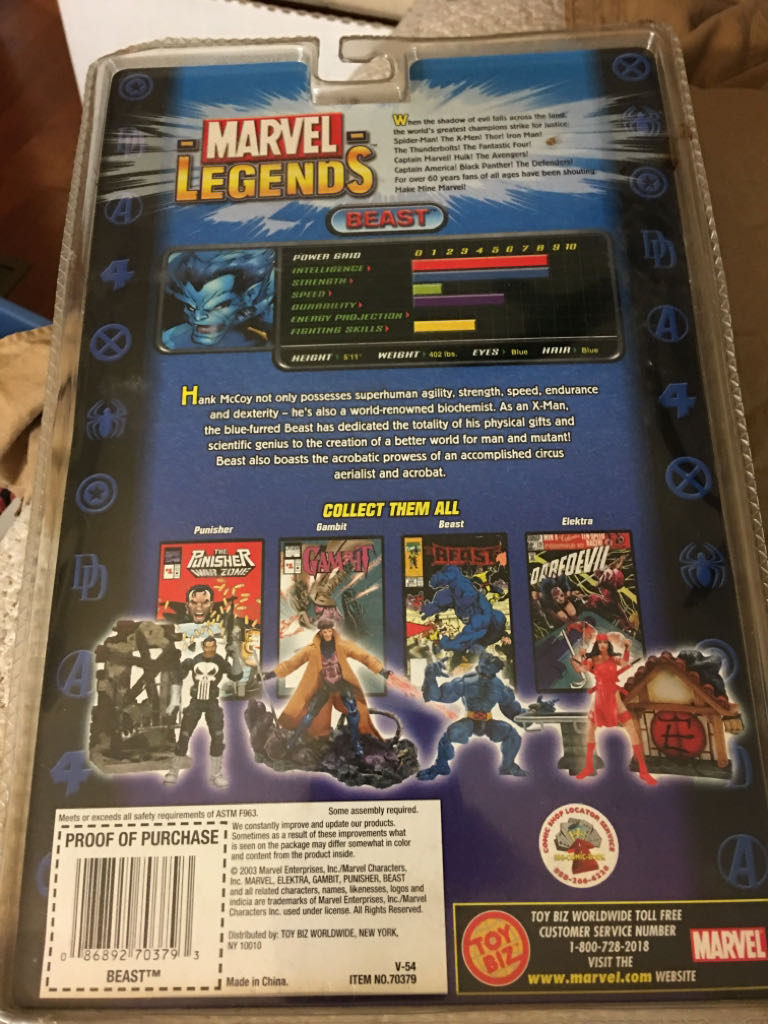 MARVEL
LEGENDS
When the shadow of evil falls across the land,
the world's greatest champions strike for justice:
Spider-Man! The X-Men! Thor! Iron Man!
The Thunderbolts! The Fantastic Four!
Captain Marvel! Hulk! The Avengers!
Captain America! Black Panther! The Defenders!
For over 60 years fans of all ages have been shouting:
Make Mine Marvel!
BEAST
POWER GRID 0 1 2 3 4 5 6 7 8 9 10
INTELLIGENCE
STRENGTH
SPEED
DURABILITY
ENERGY PROJECTION
FIGHTING SKILLS
HEIGHT 5'11" WEIGHT 402 lbs. EYES Blue HAIR Blue
Hank McCoy not only possesses superhuman agility, strength, speed, endurance
and dexterity – he's also a world-renowned biochemist. As an X-Man,
the blue-furred Beast has dedicated the totality of his physical gifts and
scientific genius to the creation of a better world for man and mutant!
Beast also boasts the acrobatic prowess of an accomplished circus
aerialist and acrobat.
COLLECT THEM ALL
Punisher Gambit Beast Elektra
THE
PUNISHER
WAR ZONE
GAMBIT
BEAST
DAREDEVIL
Meets or exceeds all safety requirements of ASTM F963. Some assembly required.
PROOF OF PURCHASE
0 86892 70379 3
BEAST™
We constantly improve and update our products.
Sometimes as a result of these improvements what
is seen on the package may differ somewhat in color
and content from the product inside.
© 2003 Marvel Enterprises, Inc./Marvel Characters,
Inc. MARVEL, ELEKTRA, GAMBIT, PUNISHER, BEAST
and all related characters, names, likenesses, logos and
indicia are trademarks of Marvel Enterprises, Inc./Marvel
Characters Inc. used under license. All Rights Reserved.
Distributed by: TOY BIZ WORLDWIDE, NEW YORK,
NY 10010
V-54
Made in China. ITEM NO.70379
COMIC SHOP LOCATOR SERVICE
888-266-4226
TOY BIZ
TOY BIZ WORLDWIDE TOLL FREE
CUSTOMER SERVICE NUMBER
1-800-728-2018
VISIT THE
www.marvel.com WEBSITE
MARVEL